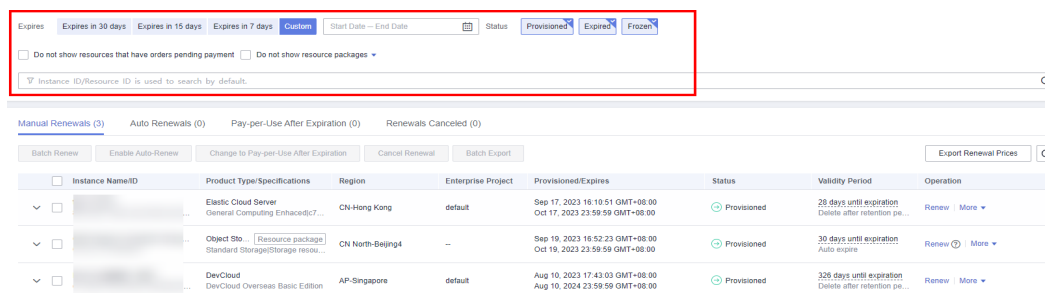 Expires Expires in 30 days Expires in 15 days Expires in 7 days Custom Start Date – End Date Status Provisioned Expired Frozen
Do not show resources that have orders pending payment Do not show resource packages
Instance ID/Resource ID is used to search by default.
Manual Renewals (3) Auto Renewals (0) Pay-per-Use After Expiration (0) Renewals Canceled (0)
Batch Renew Enable Auto-Renew Change to Pay-per-Use After Expiration Cancel Renewal Batch Export Export Renewal Prices
Instance Name/ID Product Type/Specifications Region Enterprise Project Provisioned/Expires Status Validity Period Operation
Elastic Cloud Server Sep 17, 2023 16:10:51 GMT+08:00 28 days until expiration
... General Computing Enhaced|c7... CN-Hong Kong default Oct 17, 2023 23:59:59 GMT+08:00 Provisioned Delete after retention pe... Renew More
Object Sto... Resource package Sep 19, 2023 16:52:23 GMT+08:00 30 days until expiration
... Standard Storage|Storage resou... CN North-Beijing4 -- Oct 19, 2023 23:59:59 GMT+08:00 Provisioned Auto expire Renew More
DevCloud Aug 10, 2023 17:43:03 GMT+08:00 326 days until expiration
... DevCloud Overseas Basic Edition AP-Singapore default Aug 10, 2024 23:59:59 GMT+08:00 Provisioned Delete after retention pe... Renew More